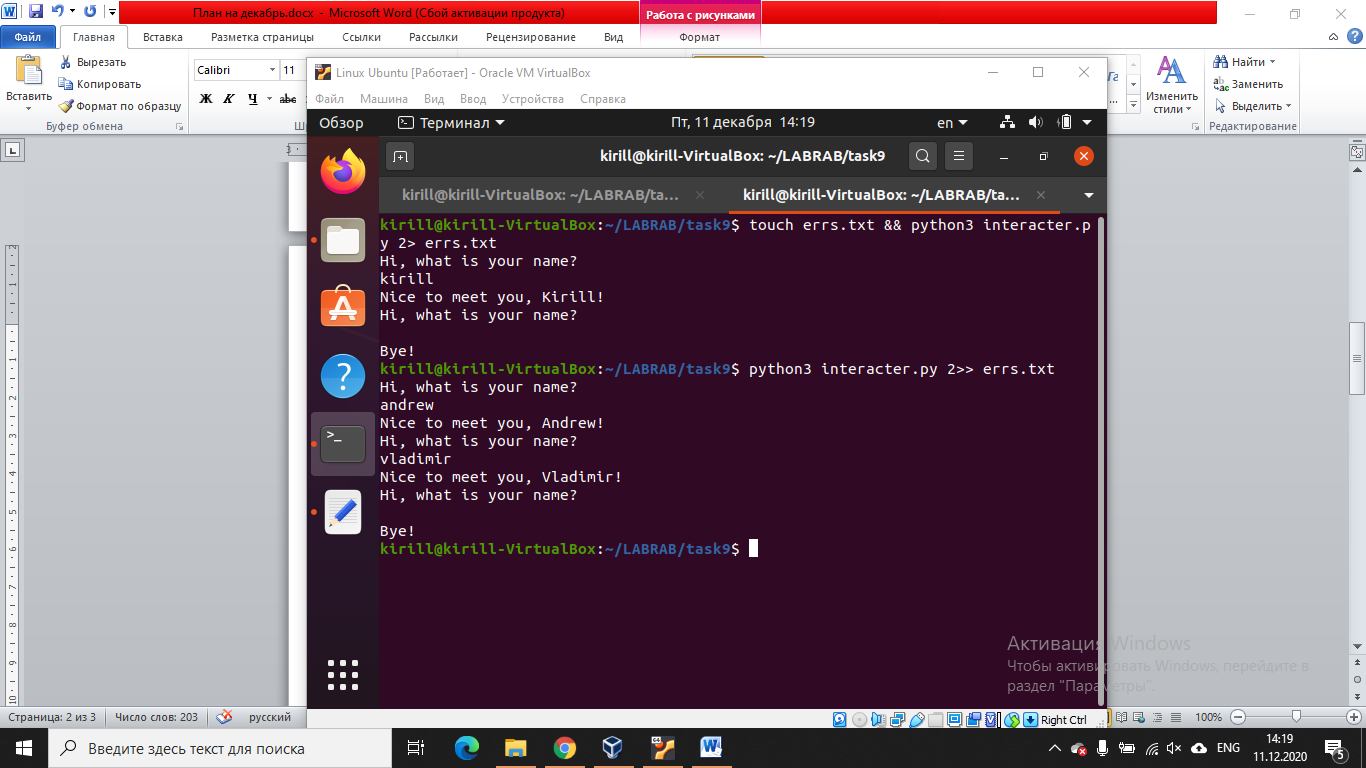 План на декабрь.docx - Microsoft Word (Сбой активации продукта)
Работа с рисунками
Файл Главная Вставка Разметка страницы Ссылки Рассылки Рецензирование Вид Формат
Вставить
Вырезать
Копировать
Формат по образцу
Буфер обмена
Calibri 11
Ж К Ч abc
Изменить стили
Найти
Заменить
Выделить
Редактирование
Linux Ubuntu [Работает] - Oracle VM VirtualBox
Файл Машина Вид Ввод Устройства Справка
Обзор Терминал Пт, 11 декабря 14:19 en
kirill@kirill-VirtualBox: ~/LABRAB/task9
kirill@kirill-VirtualBox: ~/LABRAB/ta... kirill@kirill-VirtualBox: ~/LABRAB/ta...
kirill@kirill-VirtualBox:~/LABRAB/task9$ touch errs.txt && python3 interacter.p
y 2> errs.txt
Hi, what is your name?
kirill
Nice to meet you, Kirill!
Hi, what is your name?
Bye!
kirill@kirill-VirtualBox:~/LABRAB/task9$ python3 interacter.py 2>> errs.txt
Hi, what is your name?
andrew
Nice to meet you, Andrew!
Hi, what is your name?
vladimir
Nice to meet you, Vladimir!
Hi, what is your name?
Bye!
kirill@kirill-VirtualBox:~/LABRAB/task9$
Активация Windows
Чтобы активировать Windows, перейдите в
раздел "Параметры".
Right Ctrl
Страница: 2 из 3 Число слов: 203 русский 100%
Введите здесь текст для поиска
ENG
14:19
11.12.2020
5